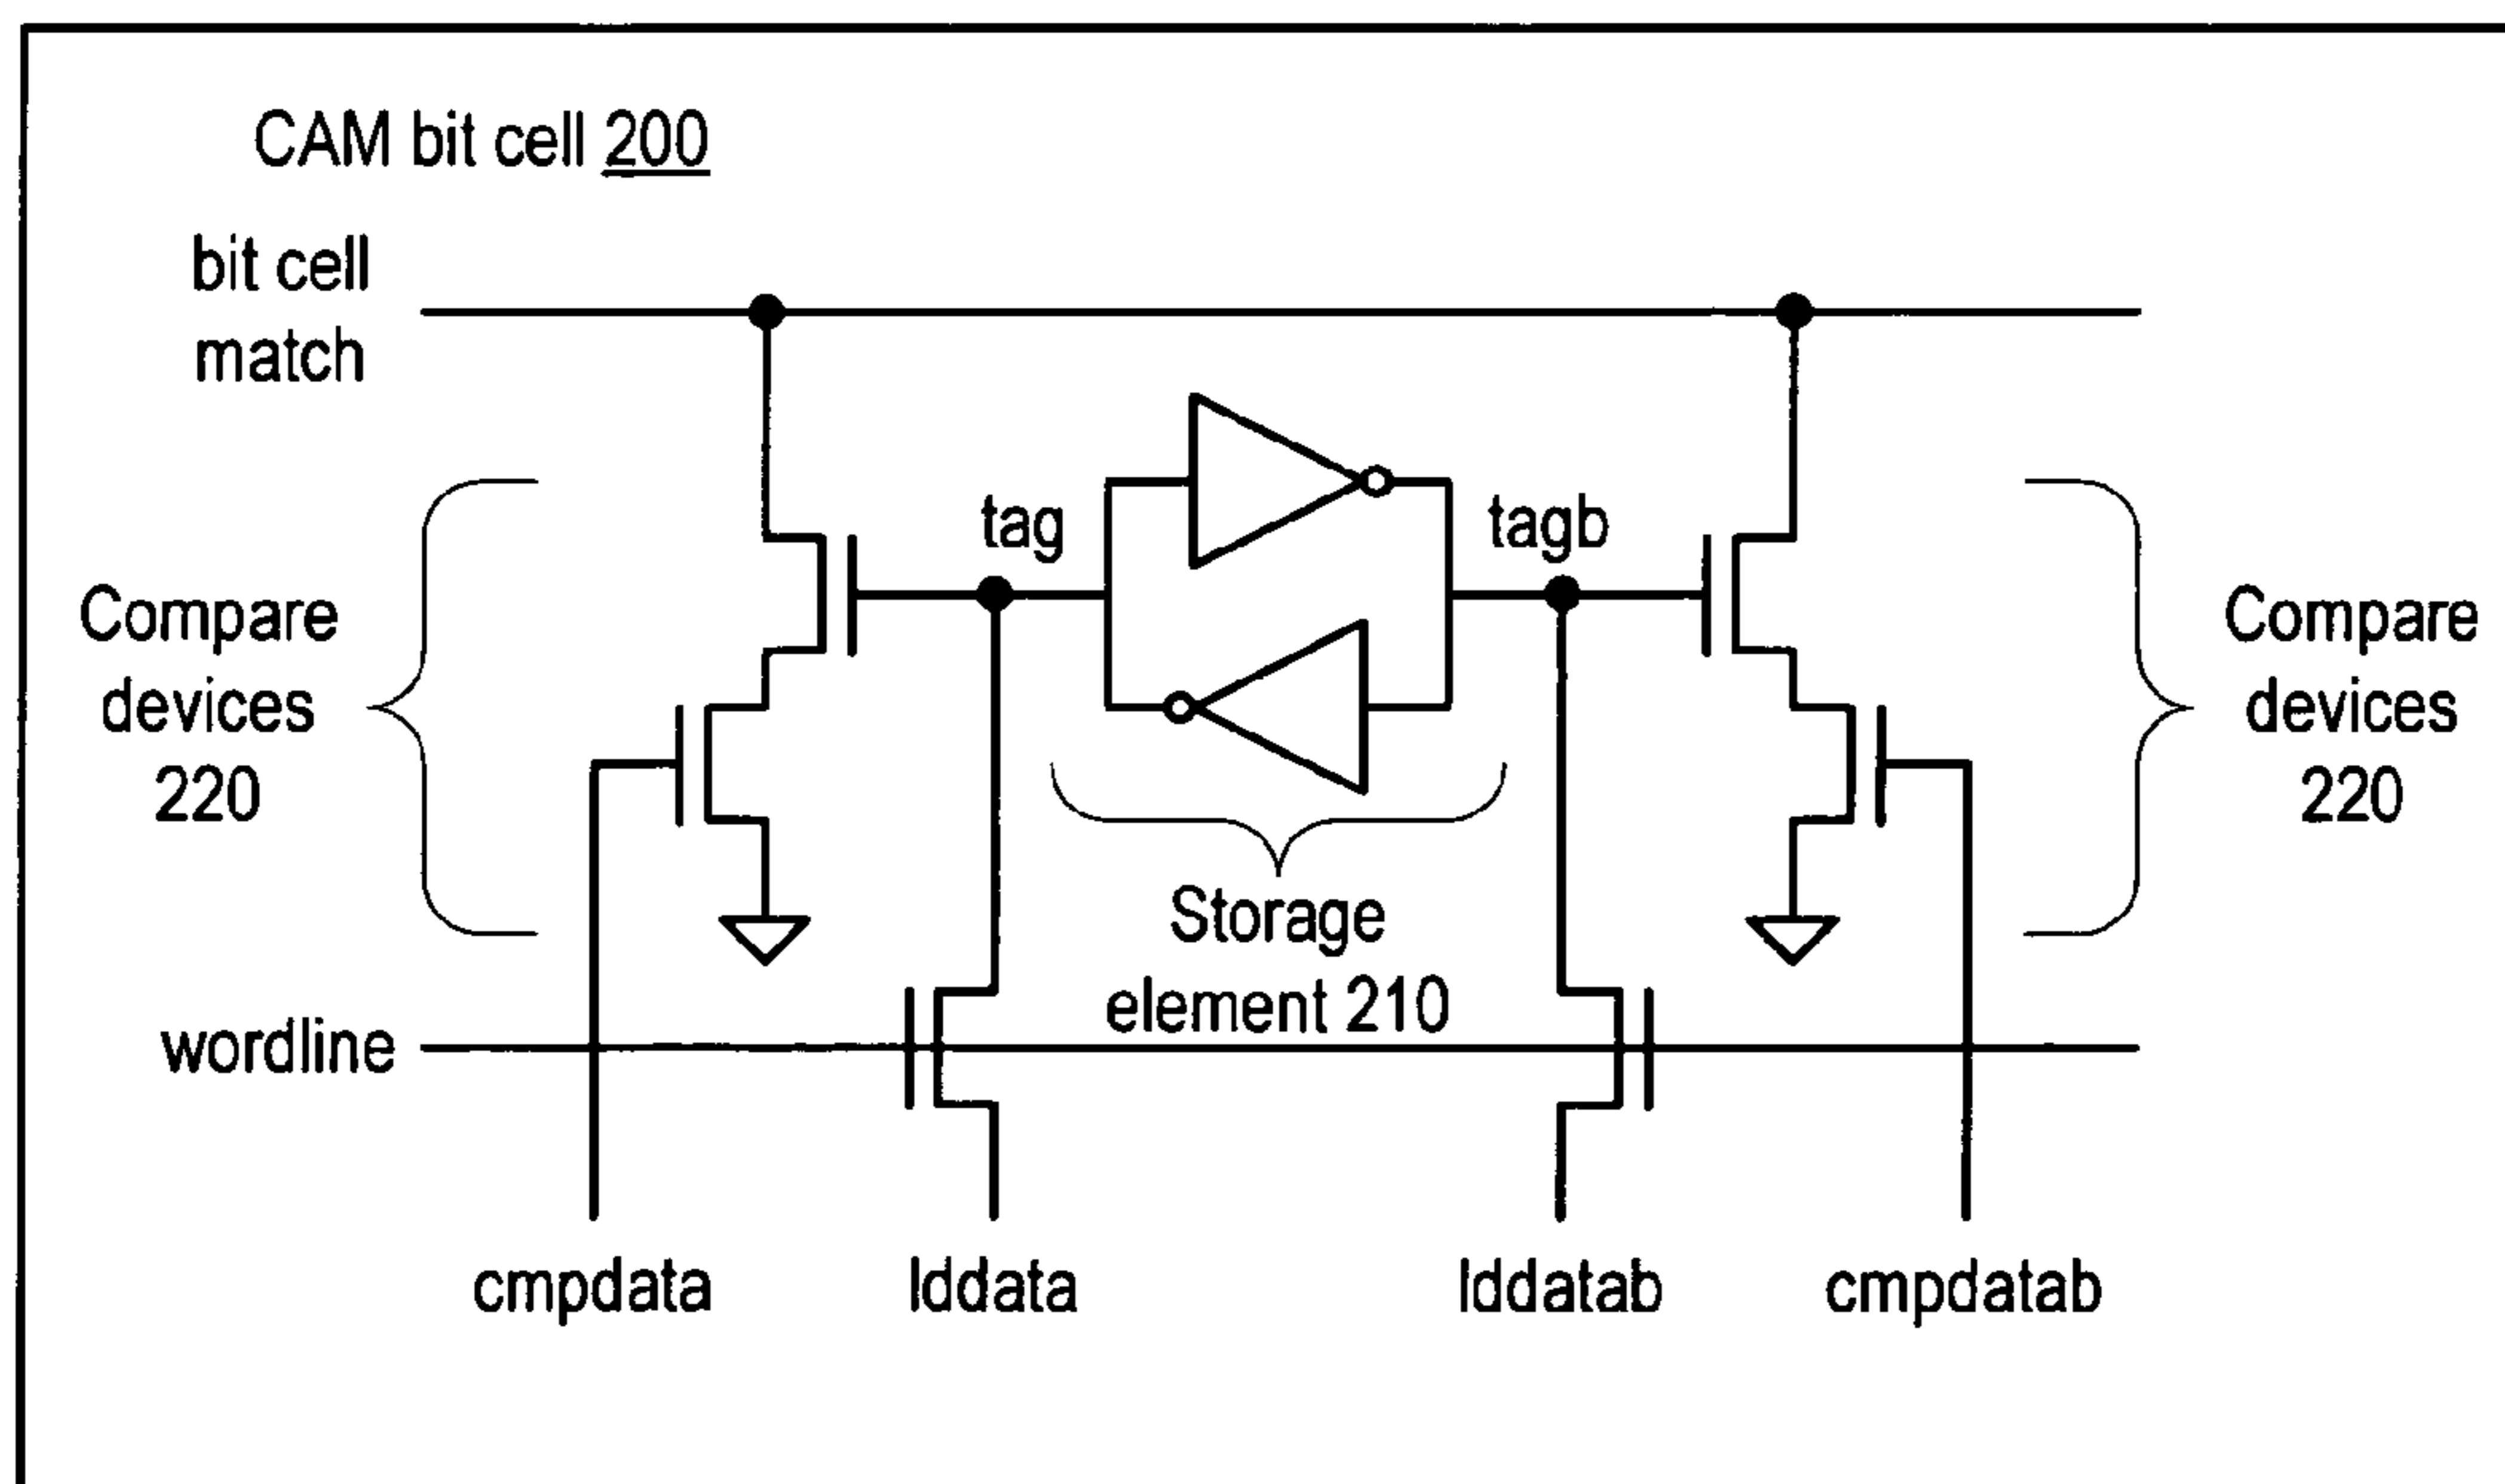 CAM bit cell 200
bit cell
match
tag
tagb
Compare
devices
220
Compare
devices
220
Storage
element 210
wordline
cmpdata
lddata
lddatab
cmpdatab